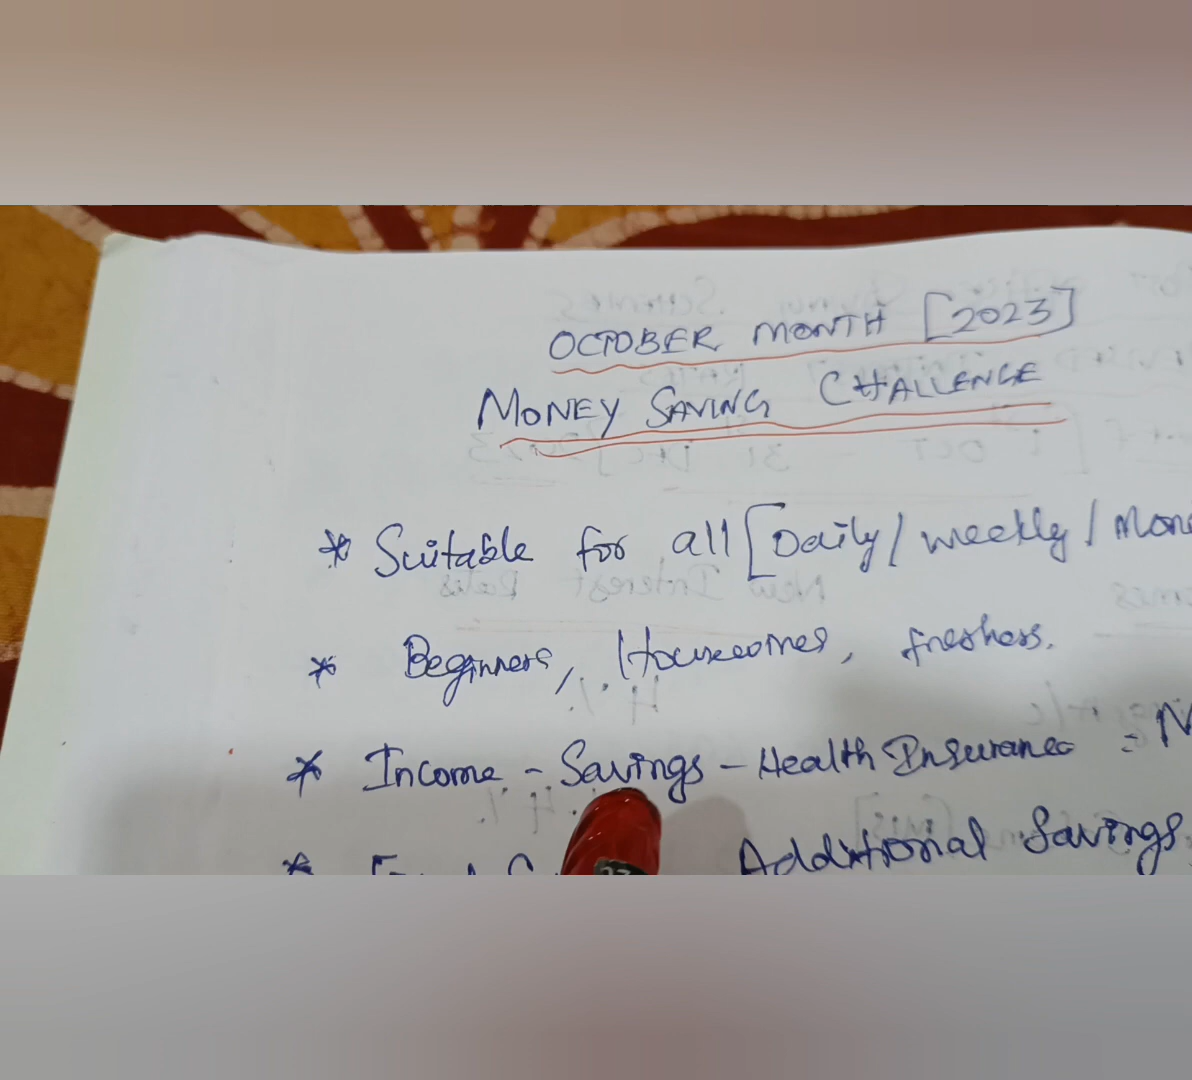 OCTOBER MONTH [2023]
MONEY SAVING CHALLENGE
* Suitable for all [Daily/weekly/Mon
* Beginners, Housewives, freshers.
* Income - Savings - Health Insurance = N
* Additional Savings